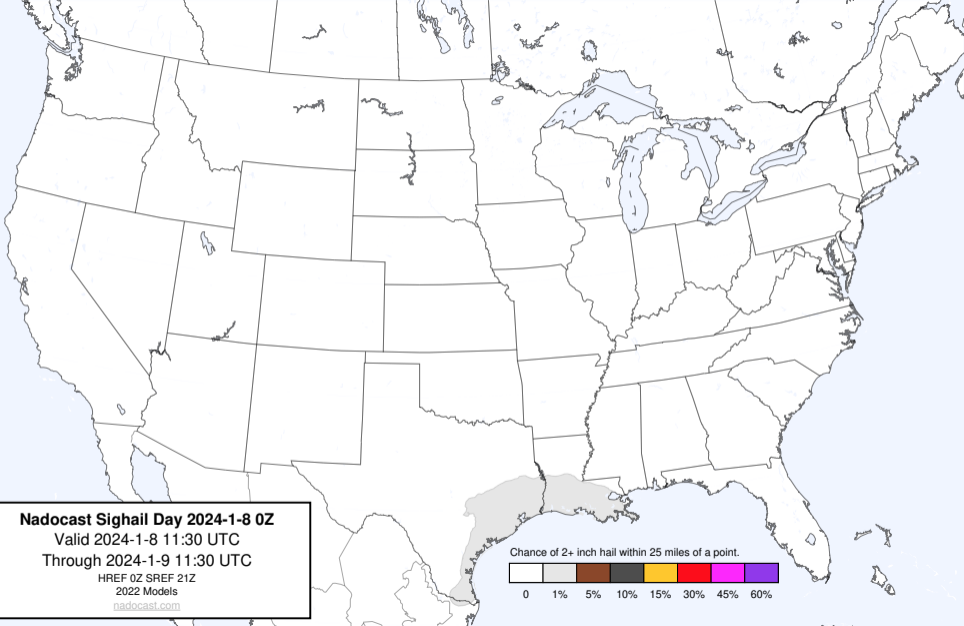 Nadocast Sighail Day 2024-1-8 0Z
Valid 2024-1-8 11:30 UTC
Through 2024-1-9 11:30 UTC
HREF 0Z SREF 21Z
2022 Models
nadocast.com
Chance of 2+ inch hail within 25 miles of a point.
0 1% 5% 10% 15% 30% 45% 60%